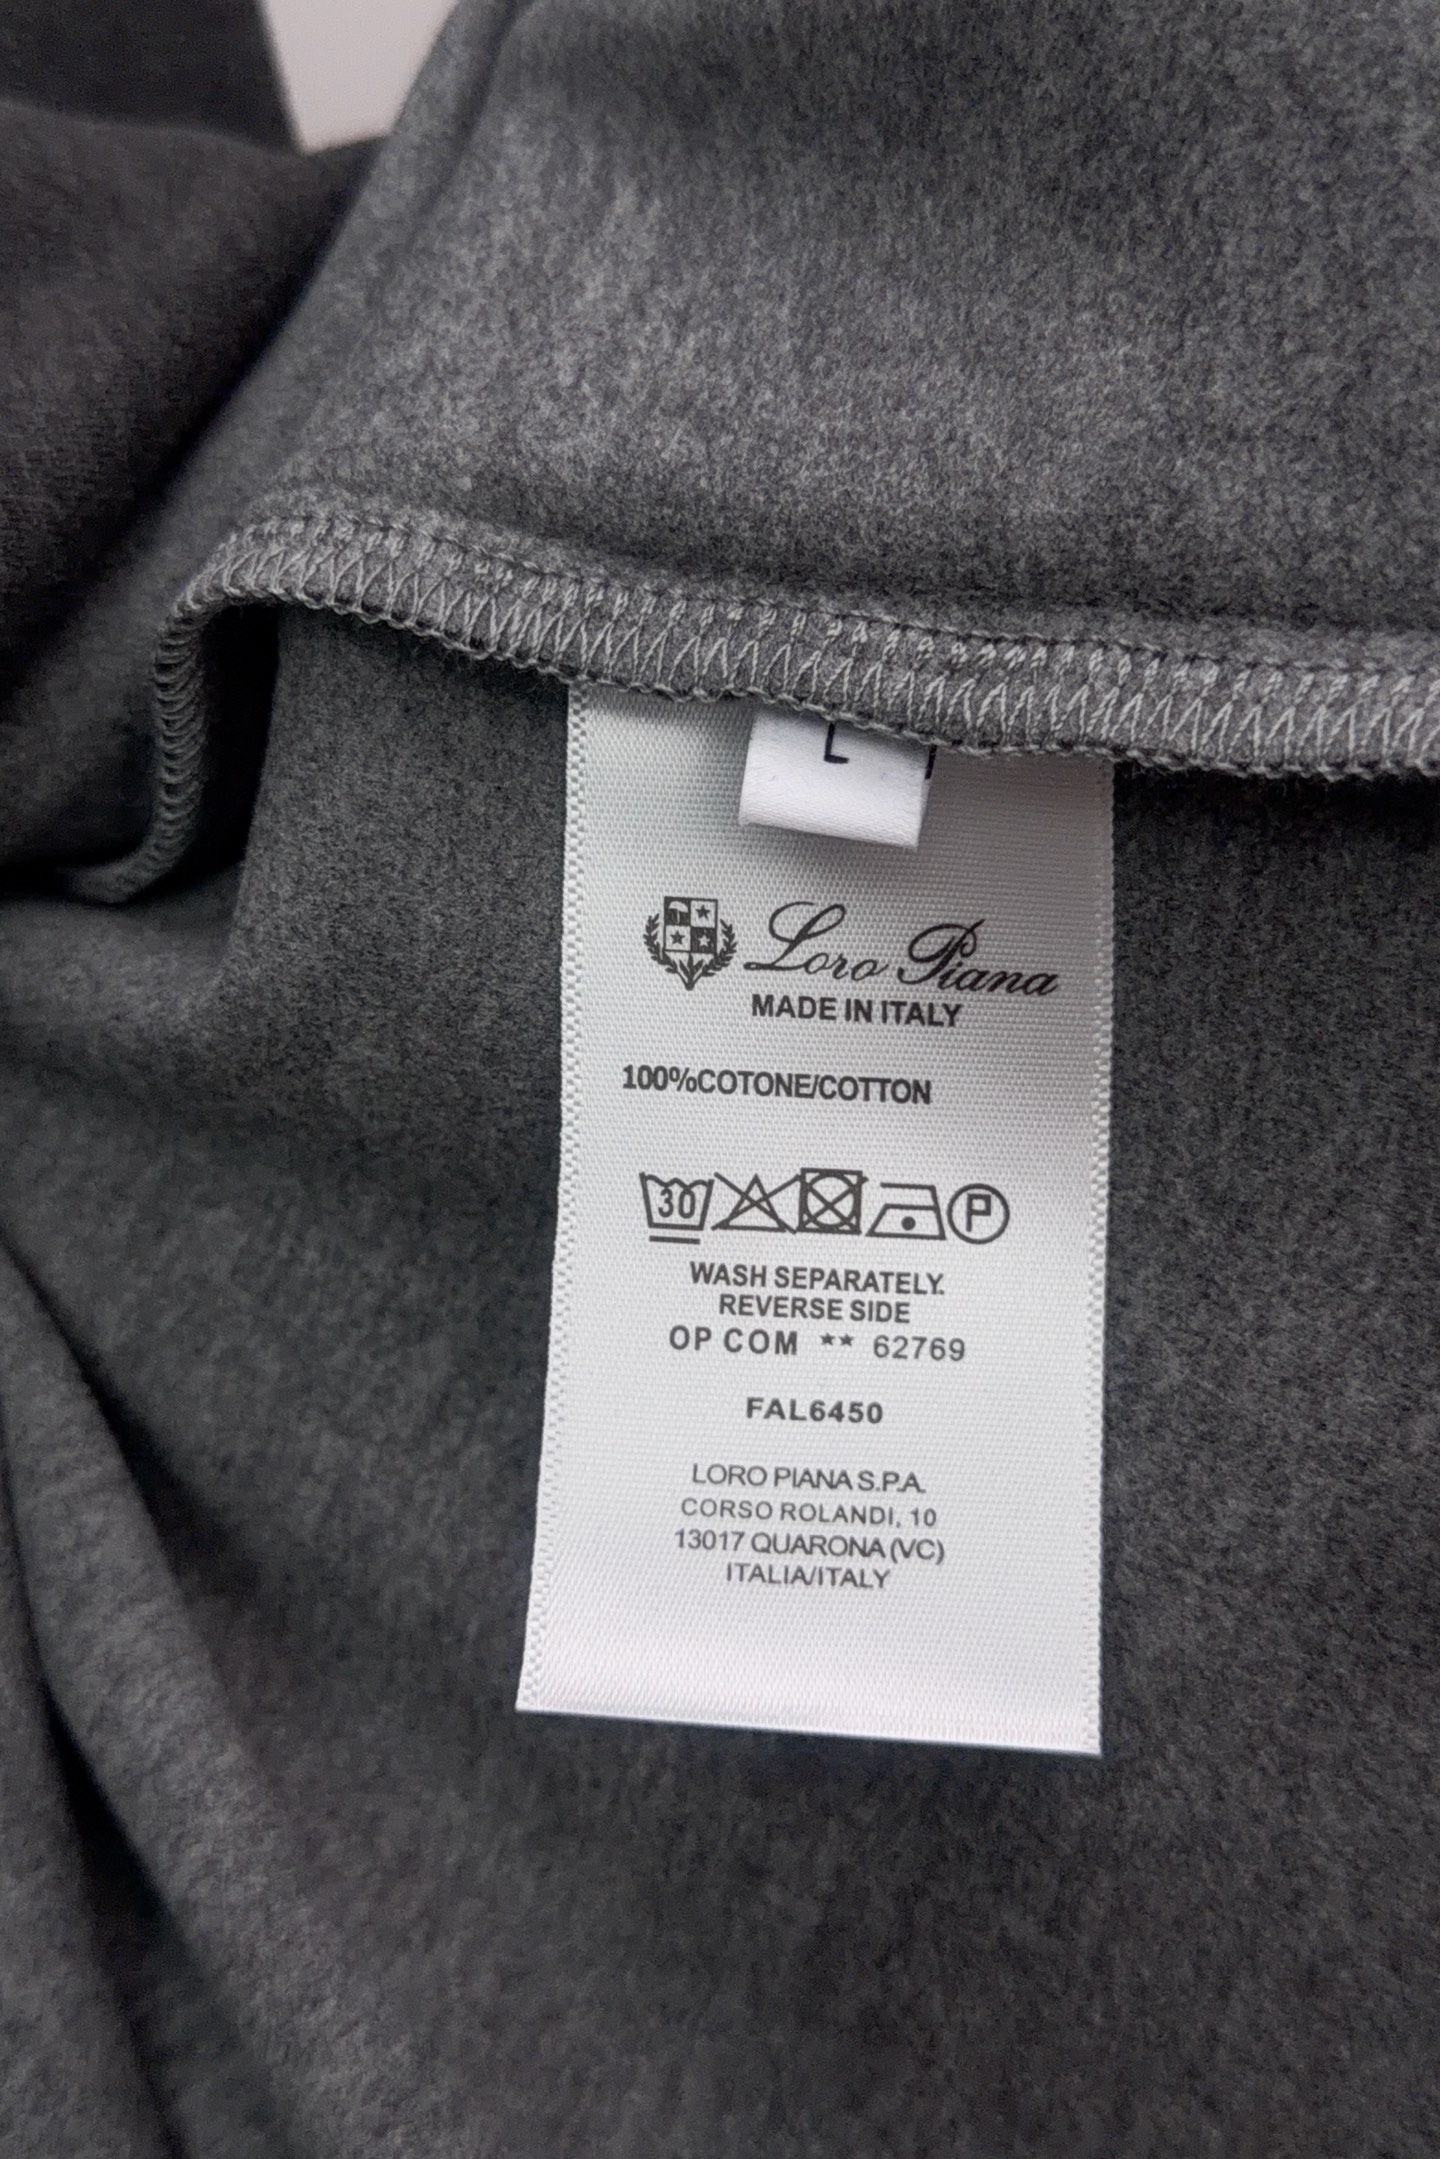 L
Loro Piana
MADE IN ITALY
100%COTONE/COTTON
30 P
WASH SEPARATELY.
REVERSE SIDE
OP COM ** 62769
FAL6450
LORO PIANA S.P.A.
CORSO ROLANDI, 10
13017 QUARONA (VC)
ITALIA/ITALY